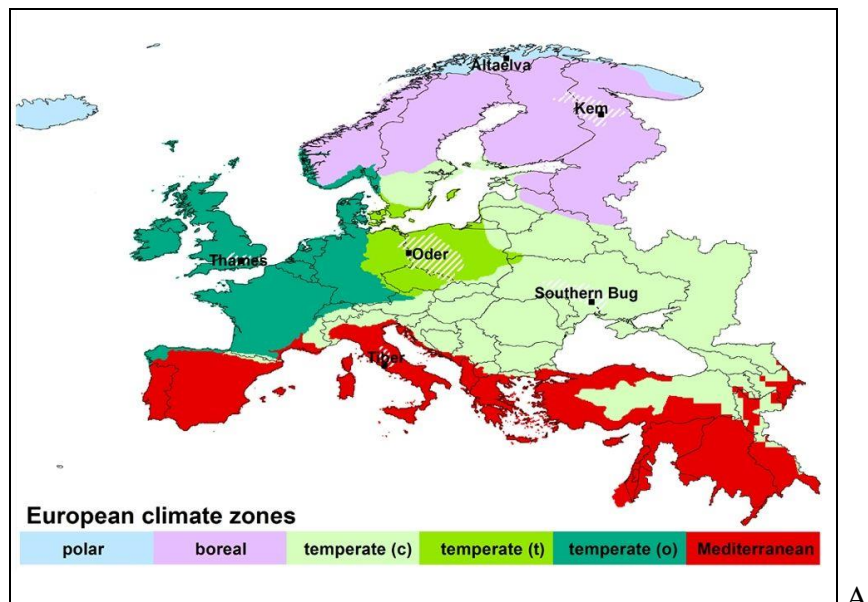 Altaelva
Kem
Thames
Oder
Southern Bug
Tiber
European climate zones
polar boreal temperate (c) temperate (t) temperate (o) Mediterranean
A